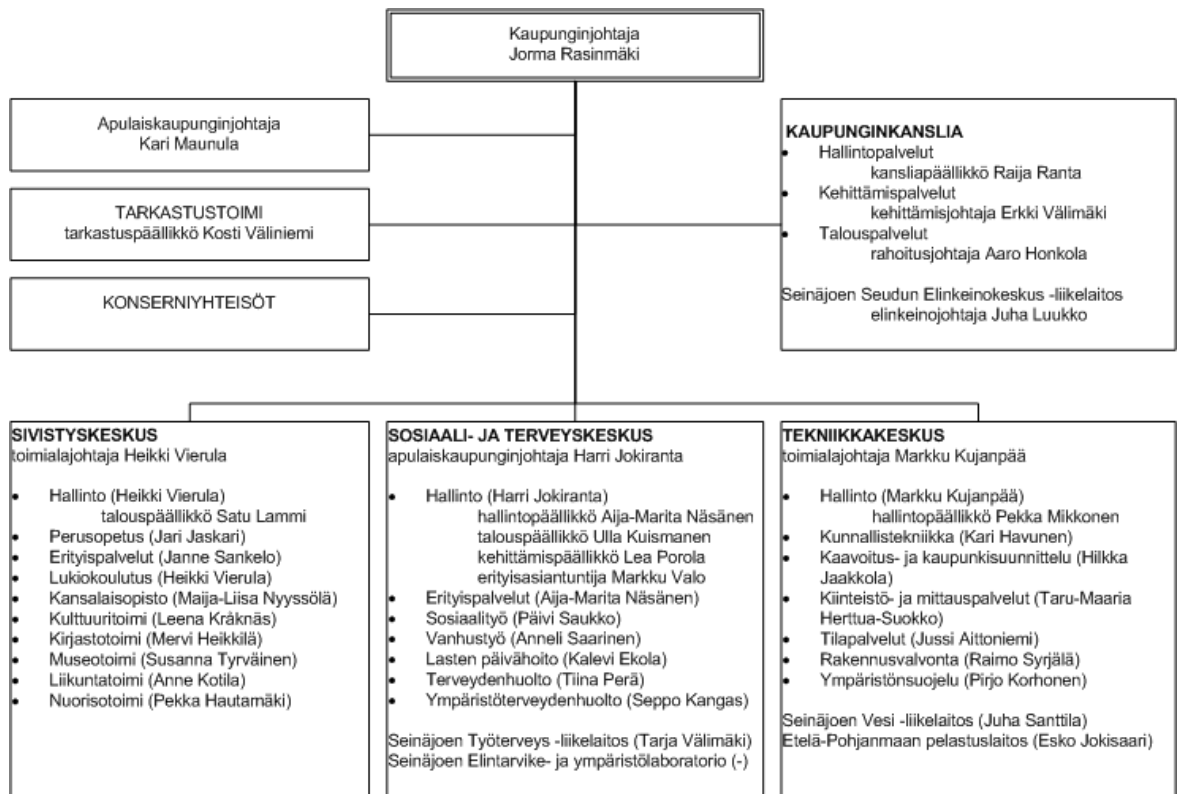 Kaupunginjohtaja
Jorma Rasinmäki
Apulaiskaupunginjohtaja
Kari Maunula
TARKASTUSTOIMI
tarkastuspäällikkö Kosti Väliniemi
KONSERNIYHTEISÖT
KAUPUNGINKANSLIA
• Hallintopalvelut
kansliapäällikkö Raija Ranta
• Kehittämispalvelut
kehittämisjohtaja Erkki Välimäki
• Talouspalvelut
rahoitusjohtaja Aaro Honkola
Seinäjoen Seudun Elinkeinokeskus -liikelaitos
elinkeinojohtaja Juha Luukko
SIVISTYSKESKUS
toimialajohtaja Heikki Vierula
• Hallinto (Heikki Vierula)
talouspäällikkö Satu Lammi
• Perusopetus (Jari Jaskari)
• Erityispalvelut (Janne Sankelo)
• Lukiokoulutus (Heikki Vierula)
• Kansalaisopisto (Maija-Liisa Nyyssölä)
• Kulttuuritoimi (Leena Kråknäs)
• Kirjastotoimi (Mervi Heikkilä)
• Museotoimi (Susanna Tyrväinen)
• Liikuntatoimi (Anne Kotila)
• Nuorisotoimi (Pekka Hautamäki)
SOSIAALI- JA TERVEYSKESKUS
apulaiskaupunginjohtaja Harri Jokiranta
• Hallinto (Harri Jokiranta)
hallintopäällikkö Aija-Marita Näsänen
talouspäällikkö Ulla Kuismanen
kehittämispäällikkö Lea Porola
erityisasiantuntija Markku Valo
• Erityispalvelut (Aija-Marita Näsänen)
• Sosiaalityö (Päivi Saukko)
• Vanhustyö (Anneli Saarinen)
• Lasten päivähoito (Kalevi Ekola)
• Terveydenhuolto (Tiina Perä)
• Ympäristöterveydenhuolto (Seppo Kangas)
Seinäjoen Työterveys -liikelaitos (Tarja Välimäki)
Seinäjoen Elintarvike- ja ympäristölaboratorio (-)
TEKNIIKKAKESKUS
toimialajohtaja Markku Kujanpää
• Hallinto (Markku Kujanpää)
hallintopäällikkö Pekka Mikkonen
• Kunnallistekniikka (Kari Havunen)
• Kaavoitus- ja kaupunkisuunnittelu (Hilkka
Jaakkola)
• Kiinteistö- ja mittauspalvelut (Taru-Maaria
Herttua-Suokko)
• Tilapalvelut (Jussi Aittoniemi)
• Rakennusvalvonta (Raimo Syrjälä)
• Ympäristönsuojelu (Pirjo Korhonen)
Seinäjoen Vesi -liikelaitos (Juha Santtila)
Etelä-Pohjanmaan pelastuslaitos (Esko Jokisaari)